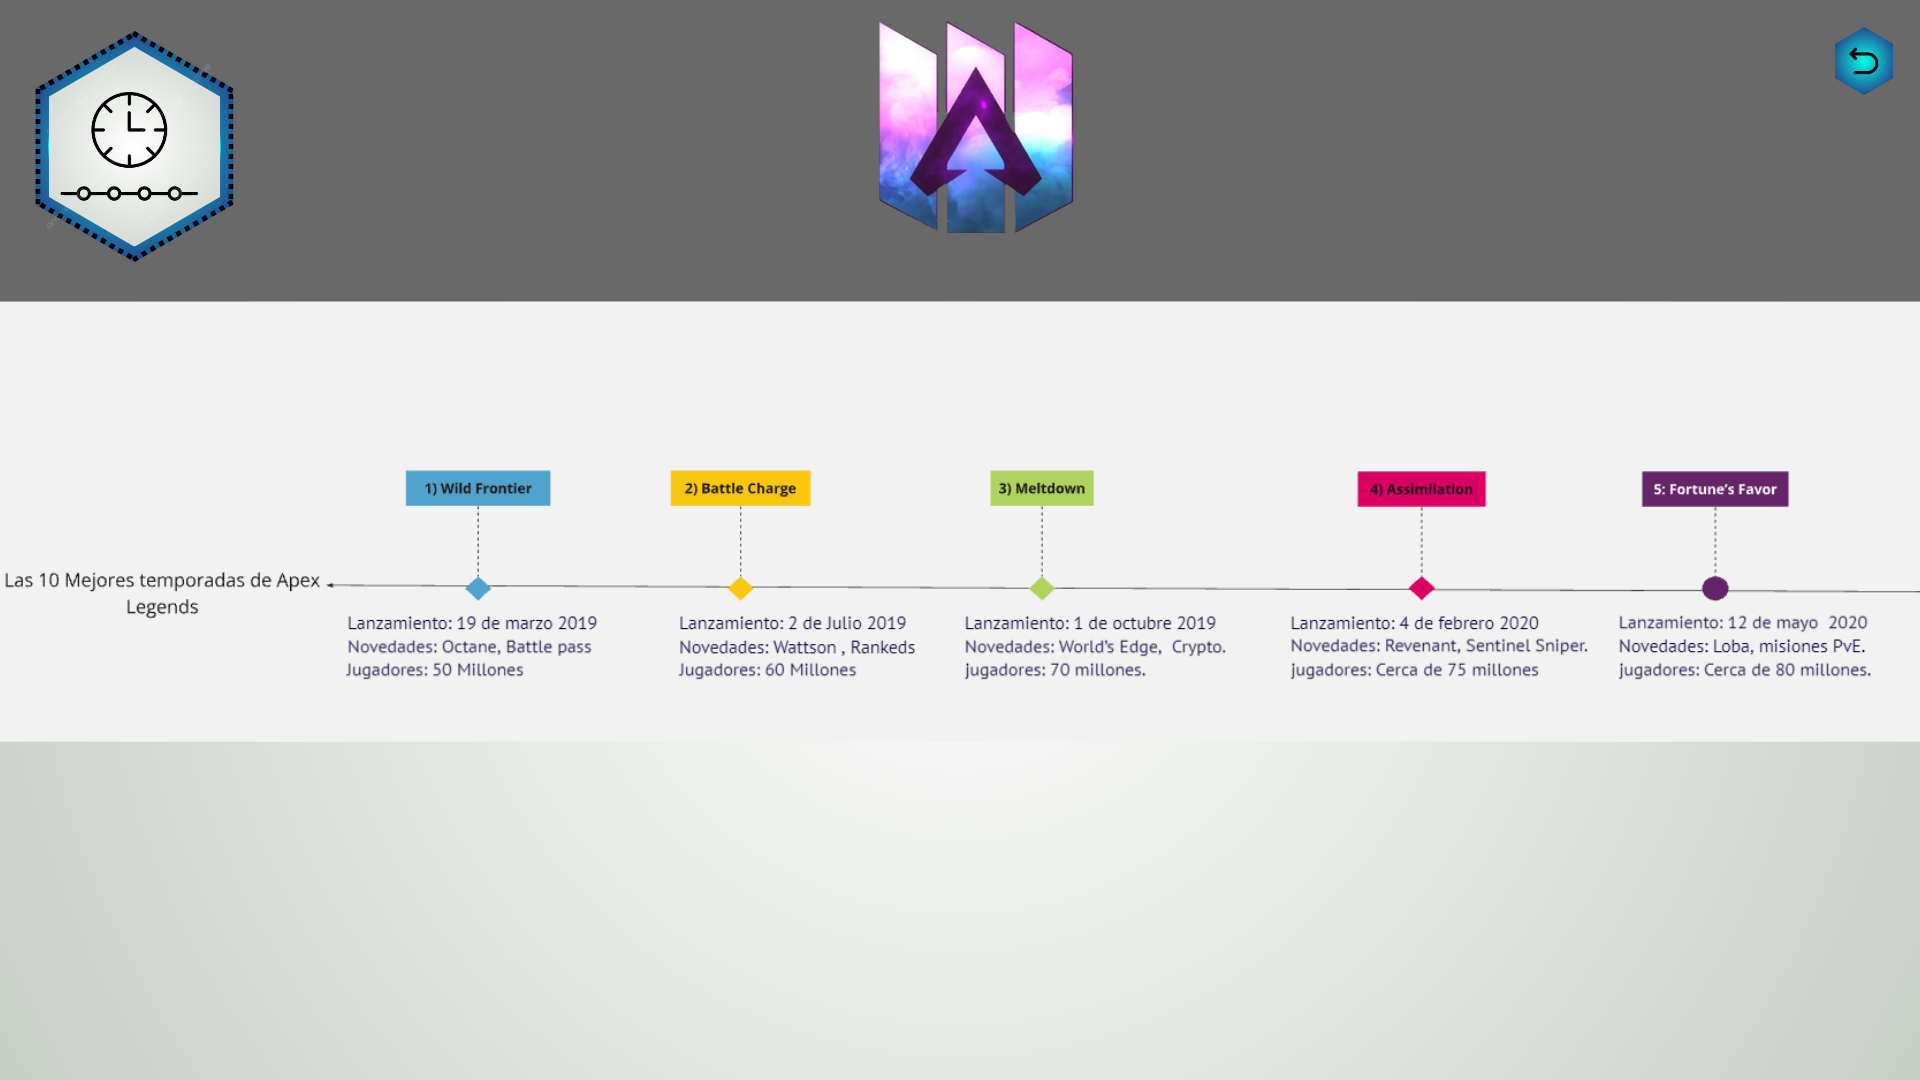 1) Wild Frontier
2) Battle Charge
3) Meltdown
4) Assimilation
5: Fortune's Favor
Las 10 Mejores temporadas de Apex
Legends
Lanzamiento: 19 de marzo 2019
Novedades: Octane, Battle pass
Jugadores: 50 Millones
Lanzamiento: 2 de Julio 2019
Novedades: Wattson , Rankeds
Jugadores: 60 Millones
Lanzamiento: 1 de octubre 2019
Novedades: World's Edge,  Crypto.
jugadores: 70 millones.
Lanzamiento: 4 de febrero 2020
Novedades: Revenant, Sentinel Sniper.
jugadores: Cerca de 75 millones
Lanzamiento: 12 de mayo  2020
Novedades: Loba, misiones PvE.
jugadores: Cerca de 80 millones.